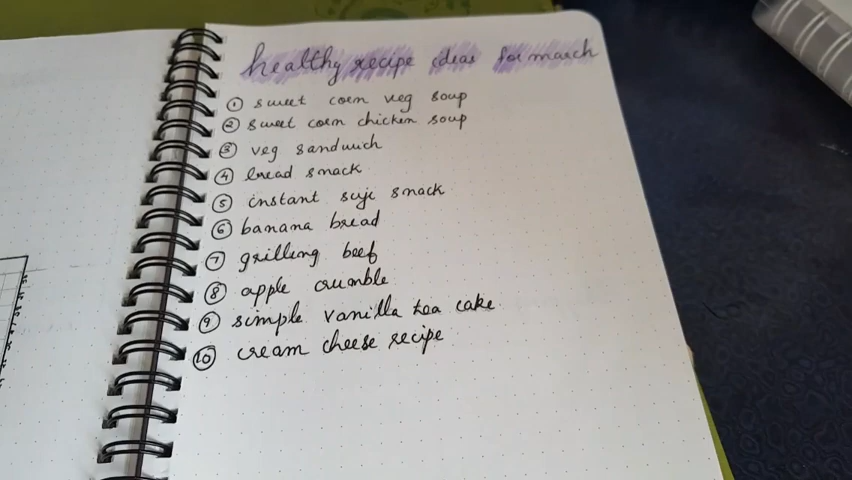 healthy recipe ideas for march
① sweet corn veg soup
② sweet corn chicken soup
③ veg sandwich
④ bread snack
⑤ instant suji snack
⑥ banana bread
⑦ grilling beef
⑧ apple crumble
⑨ simple vanilla tea cake
⑩ cream cheese recipe